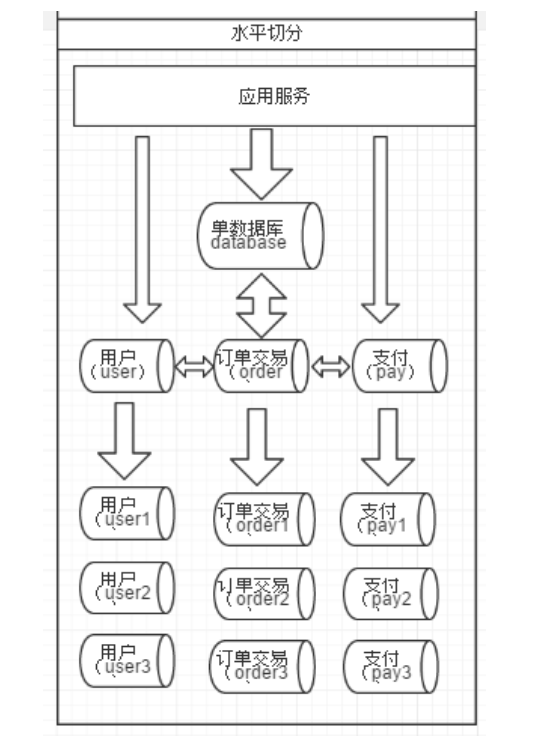 水平切分
应用服务
单数据库
database
用户
（user）
订单交易
（order
支付
（pay）
用户
（user1
订单交易
（order1
支付
（pay1
用户
（user2
订单交易
（order2
支付
（pay2
用户
（user3
订单交易
（order3
支付
（pay3